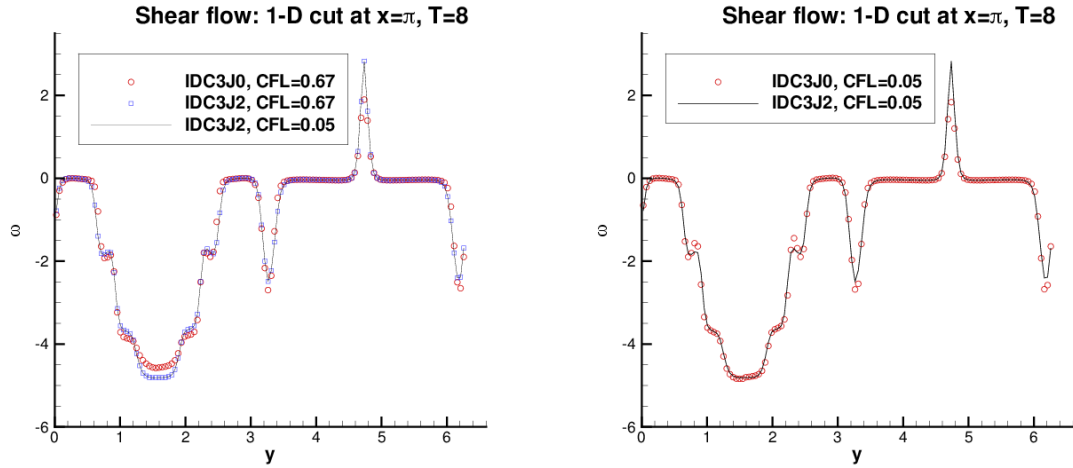 Shear flow: 1-D cut at x=π, T=8
IDC3J0, CFL=0.67
IDC3J2, CFL=0.67
IDC3J2, CFL=0.05
2
0
-2
-4
-6
ω
0 1 2 3 4 5 6
y
Shear flow: 1-D cut at x=π, T=8
IDC3J0, CFL=0.05
IDC3J2, CFL=0.05
2
0
-2
-4
-6
ω
0 1 2 3 4 5 6
y